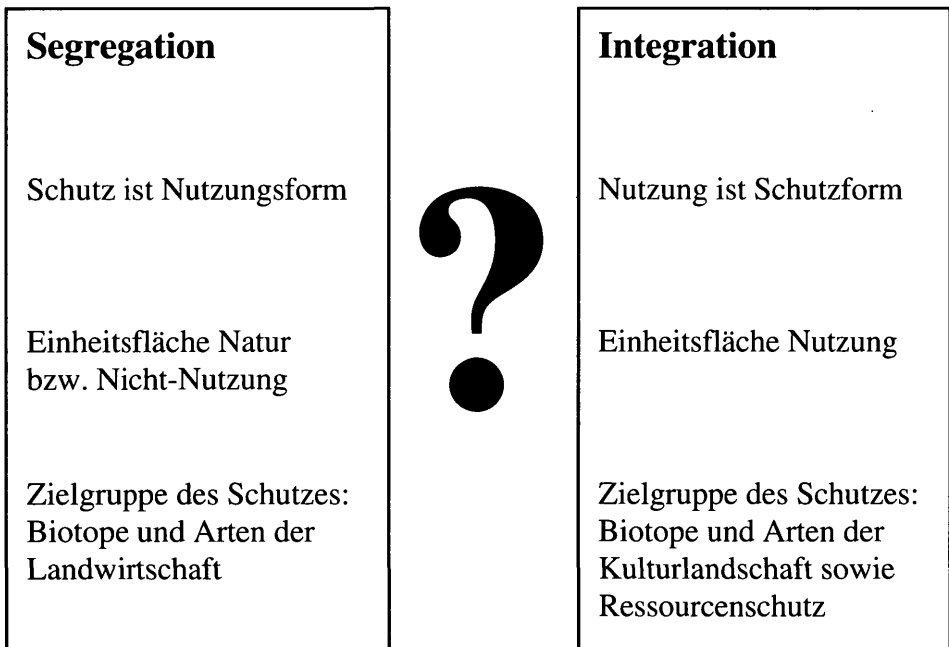 Segregation
Schutz ist Nutzungsform
Einheitsfläche Natur
bzw. Nicht-Nutzung
Zielgruppe des Schutzes:
Biotope und Arten der
Landwirtschaft
?
Integration
Nutzung ist Schutzform
Einheitsfläche Nutzung
Zielgruppe des Schutzes:
Biotope und Arten der
Kulturlandschaft sowie
Ressourcenschutz